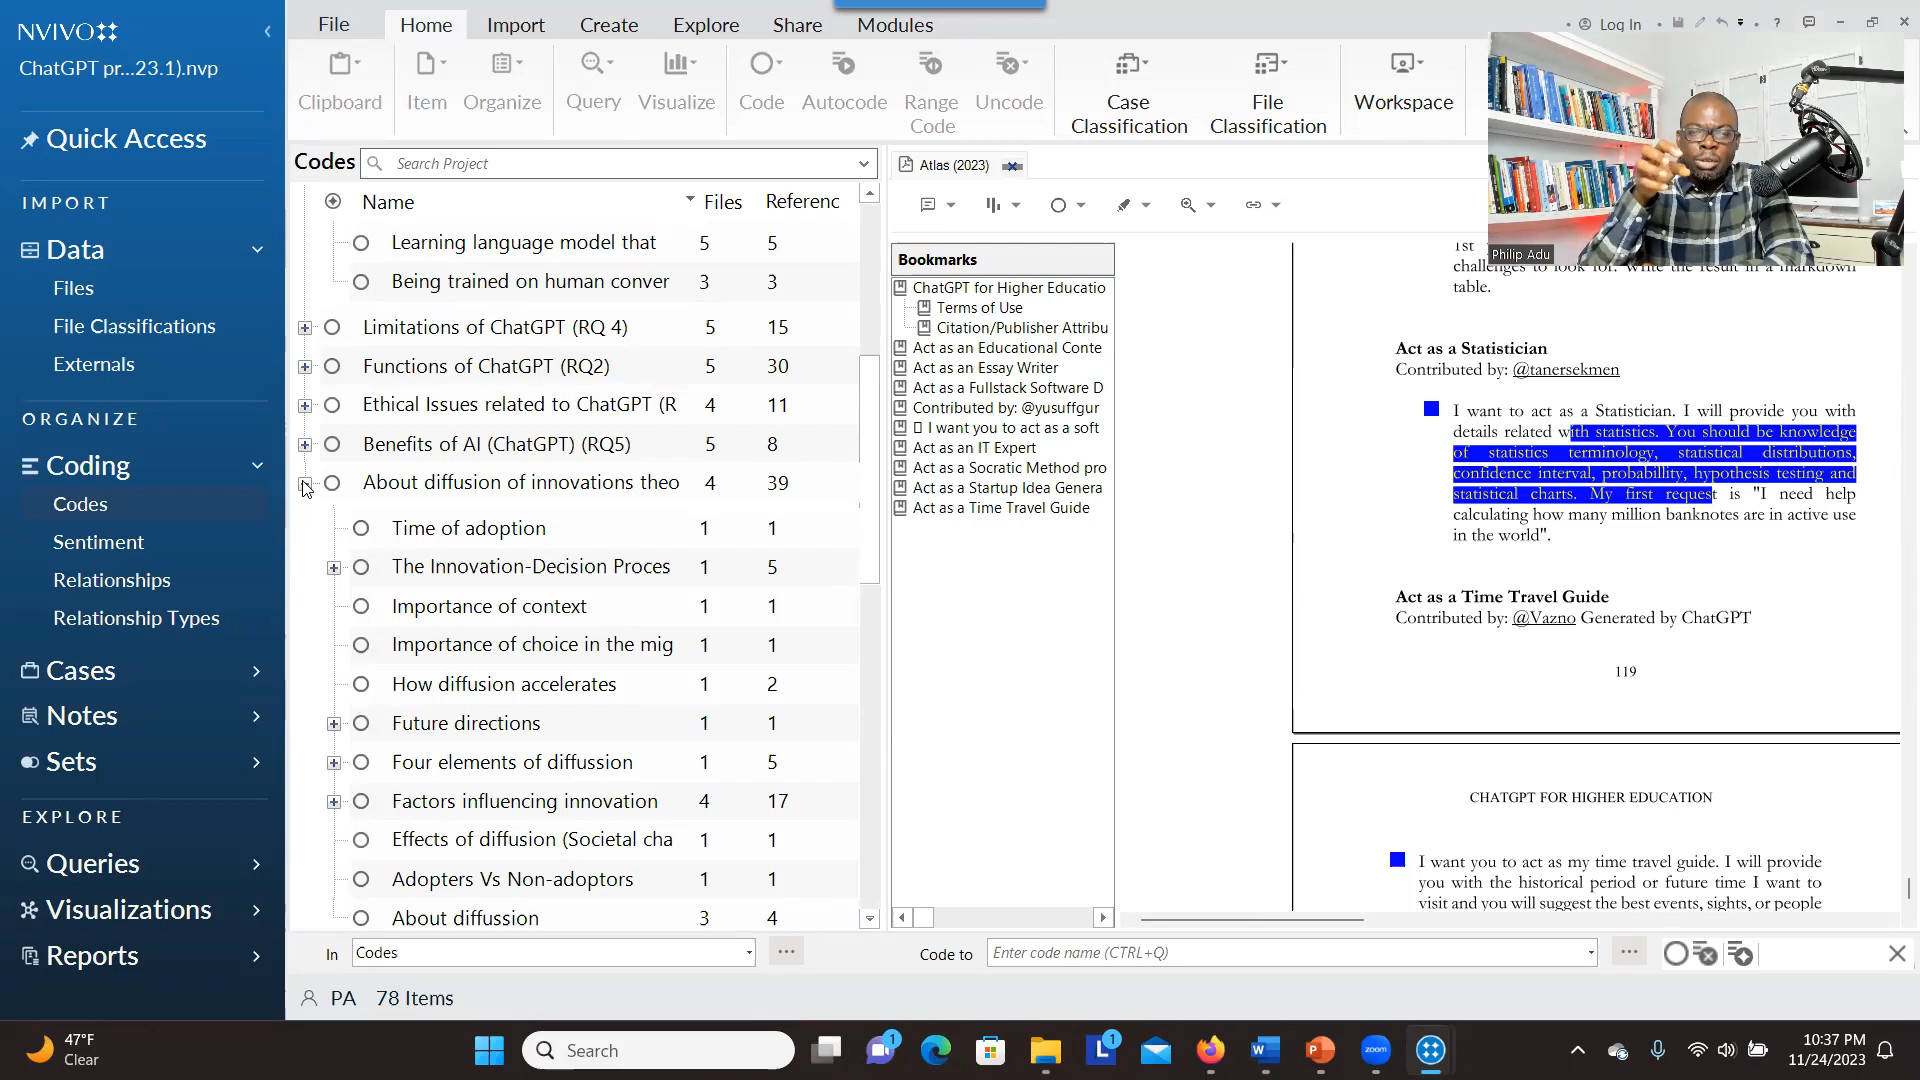 NVIVO
ChatGPT pr...23.1).nvp
Quick Access
IMPORT
Data
Files
File Classifications
Externals
ORGANIZE
Coding
Codes
Sentiment
Relationships
Relationship Types
Cases
Notes
Sets
EXPLORE
Queries
Visualizations
Reports
File
Home
Import
Create
Explore
Share
Modules
Log In
?
Clipboard
Item
Organize
Query
Visualize
Code
Autocode
Range
Code
Uncode
Case
Classification
File
Classification
Workspace
Philip Adu
Codes
Search Project
Name Files Referenc
Learning language model that 5 5
Being trained on human conver 3 3
Limitations of ChatGPT (RQ 4) 5 15
Functions of ChatGPT (RQ2) 5 30
Ethical Issues related to ChatGPT (R 4 11
Benefits of AI (ChatGPT) (RQ5) 5 8
About diffusion of innovations theo 4 39
Time of adoption 1 1
The Innovation-Decision Proces 1 5
Importance of context 1 1
Importance of choice in the mig 1 1
How diffusion accelerates 1 2
Future directions 1 1
Four elements of diffusion 1 5
Factors influencing innovation 4 17
Effects of diffusion (Societal cha 1 1
Adopters Vs Non-adoptors 1 1
About diffussion 3 4
Atlas (2023)
Bookmarks
ChatGPT for Higher Educatio
Terms of Use
Citation/Publisher Attribu
Act as an Educational Conte
Act as an Essay Writer
Act as a Fullstack Software D
Contributed by: @yusuffgur
I want you to act as a soft
Act as an IT Expert
Act as a Socratic Method pro
Act as a Startup Idea Genera
Act as a Time Travel Guide
1st
challenges to look for. Write the result in a markdown
table.
Act as a Statistician
Contributed by: @tanersekmen
I want to act as a Statistician. I will provide you with
details related with statistics. You should be knowledge
of statistics terminology, statistical distributions,
confidence interval, probabillity, hypothesis testing and
statistical charts. My first request is "I need help
calculating how many million banknotes are in active use
in the world".
Act as a Time Travel Guide
Contributed by: @Vazno Generated by ChatGPT
119
CHATGPT FOR HIGHER EDUCATION
I want you to act as my time travel guide. I will provide
you with the historical period or future time I want to
visit and you will suggest the best events, sights, or people
In
Codes
Code to
Enter code name (CTRL+Q)
PA 78 Items
47°F
Clear
Search
1
1
zoom
10:37 PM
11/24/2023